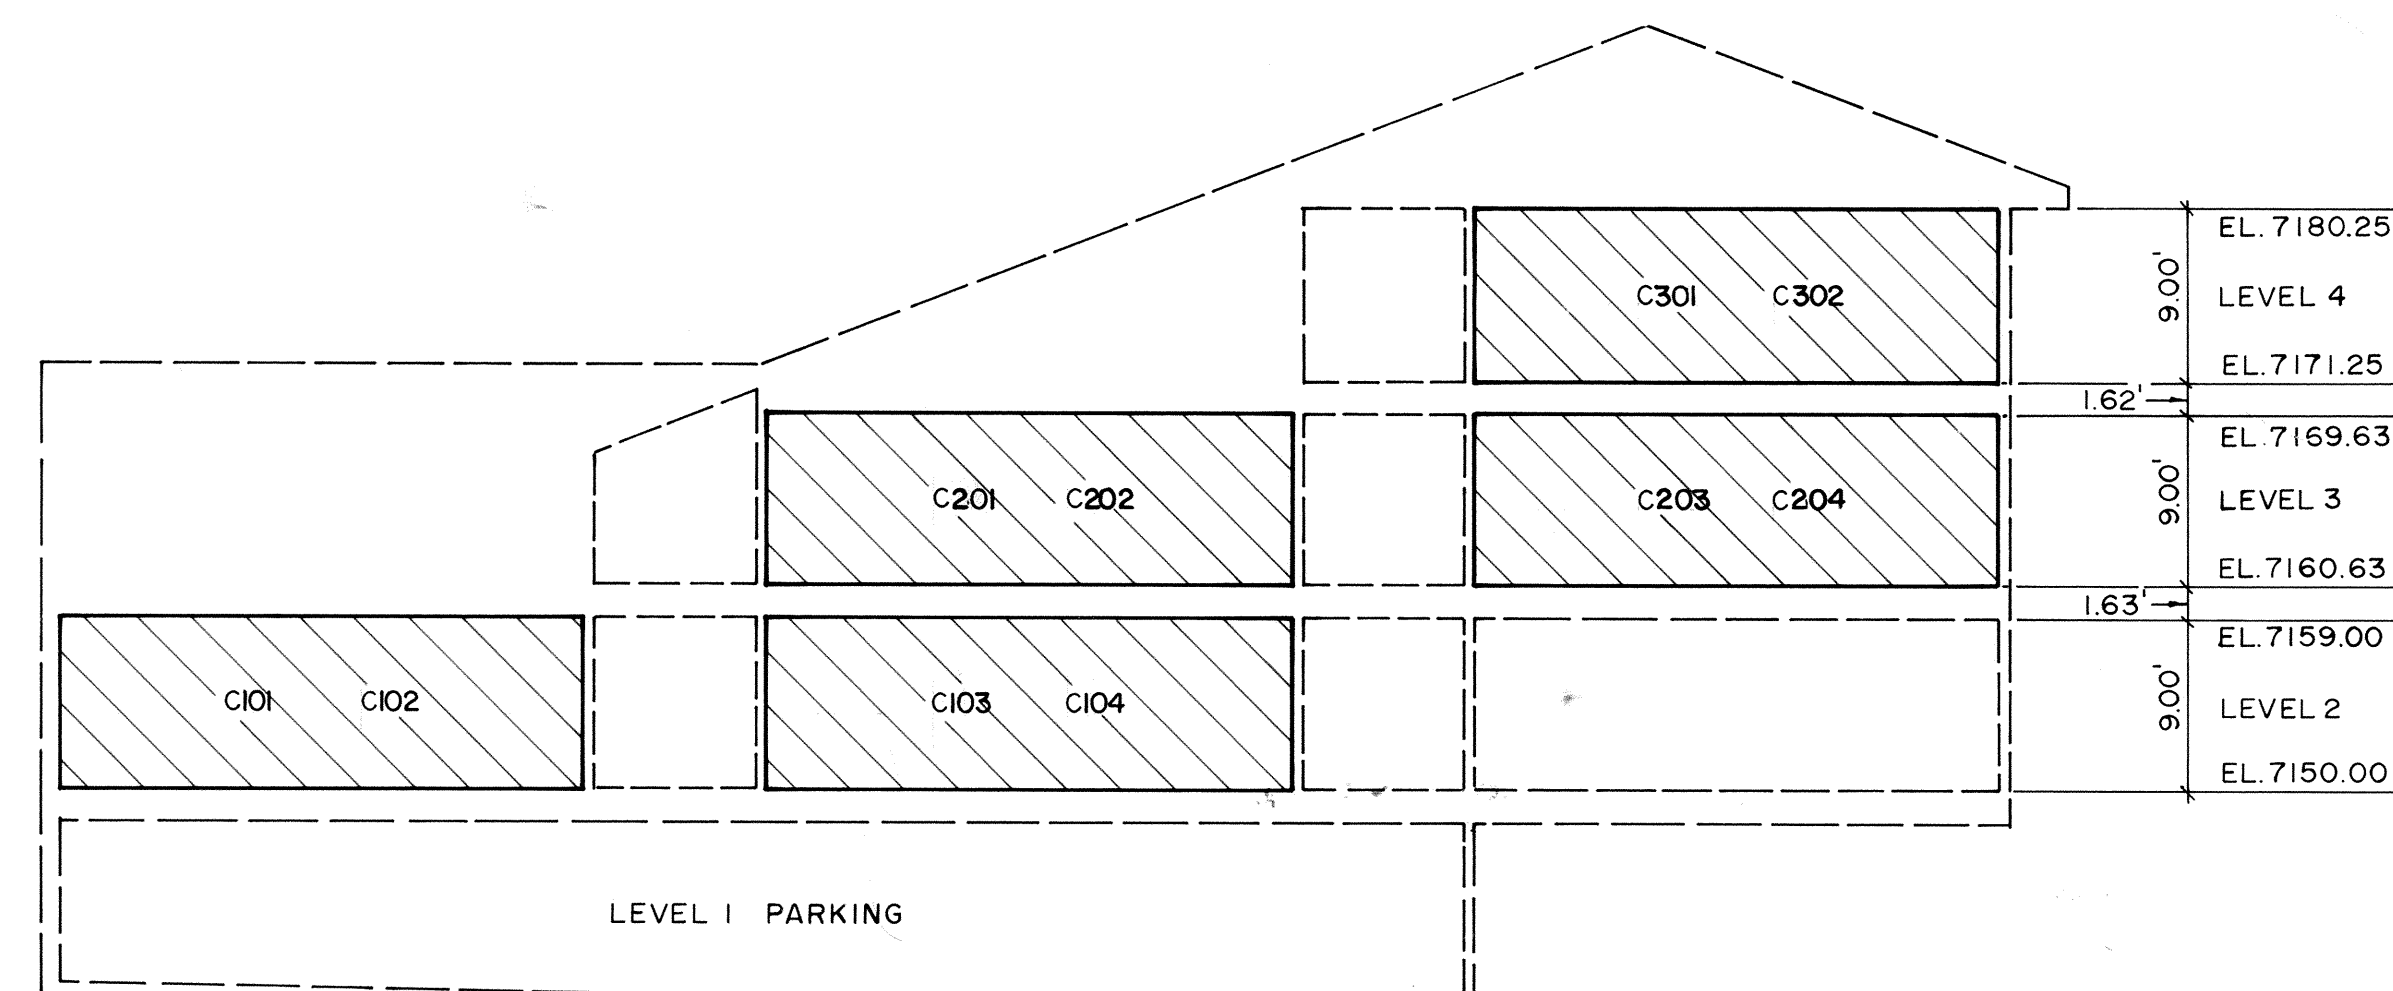 EL. 7180.25
9.00'
C301 C302
LEVEL 4
EL. 7171.25
1.62'
EL. 7169.63
9.00'
C201 C202 C203 C204
LEVEL 3
EL. 7160.63
1.63'
EL. 7159.00
9.00'
C101 C102 C103 C104
LEVEL 2
EL. 7150.00
LEVEL 1 PARKING